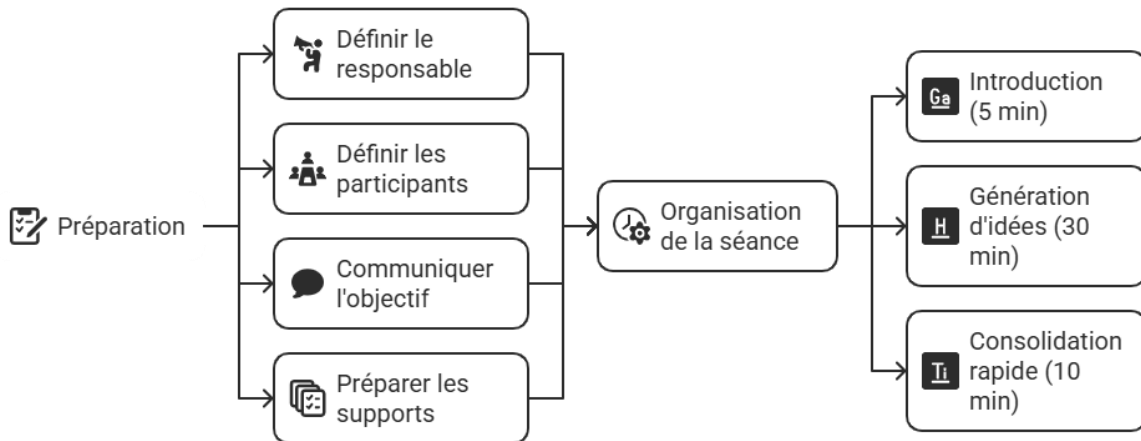 Préparation
Définir le
responsable
Définir les
participants
Communiquer
l'objectif
Préparer les
supports
Organisation
de la séance
Ga
Introduction
(5 min)
H
Génération
d'idées (30
min)
Ti
Consolidation
rapide (10
min)